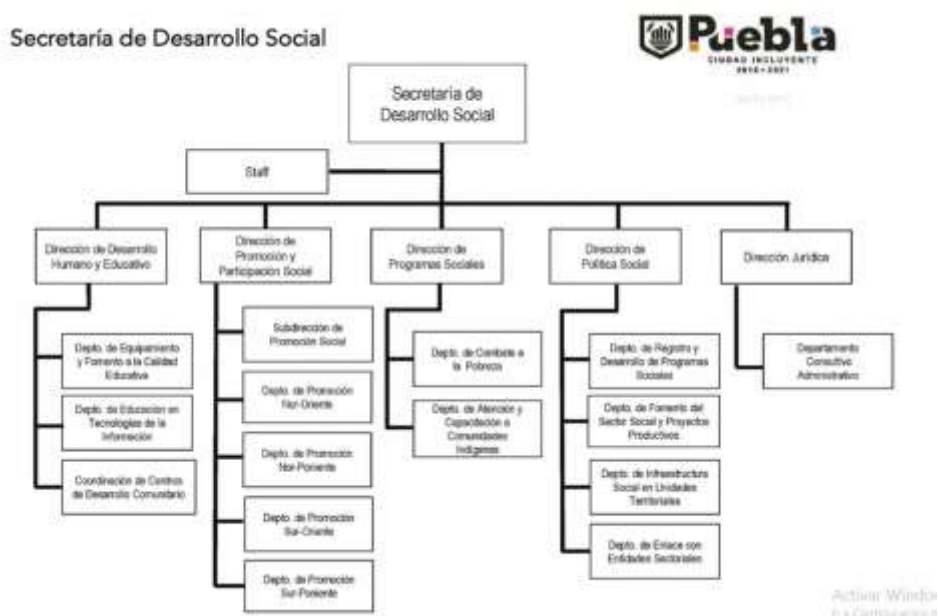 Secretaría de Desarrollo Social
Puebla
CIUDAD INCLUYENTE
2018-2021
Secretaría de
Desarrollo Social
Staff
Dirección de Desarrollo
Humano y Educativo
Dirección de
Promoción y
Participación Social
Dirección de
Programas Sociales
Dirección de
Política Social
Dirección Jurídica
Depto. de Equipamiento
y Fomento a la Calidad
Educativa
Depto. de Educación en
Tecnologías de la
Información
Coordinación de Centros
de Desarrollo Comunitario
Subdirección de
Promoción Social
Depto. de Promoción
Nor-Oriente
Depto. de Promoción
Nor-Poniente
Depto. de Promoción
Sur-Oriente
Depto. de Promoción
Sur-Poniente
Depto. de Combate a
la Pobreza
Depto. de Atención y
Capacitación a
Comunidades
Indígenas
Depto. de Registro y
Desarrollo de Programas
Sociales
Depto. de Fomento del
Sector Social y Proyectos
Productivos
Depto. de Infraestructura
Social en Unidades
Territoriales
Depto. de Enlace con
Entidades Sectoriales
Departamento
Consultivo
Administrativo
Activar Window